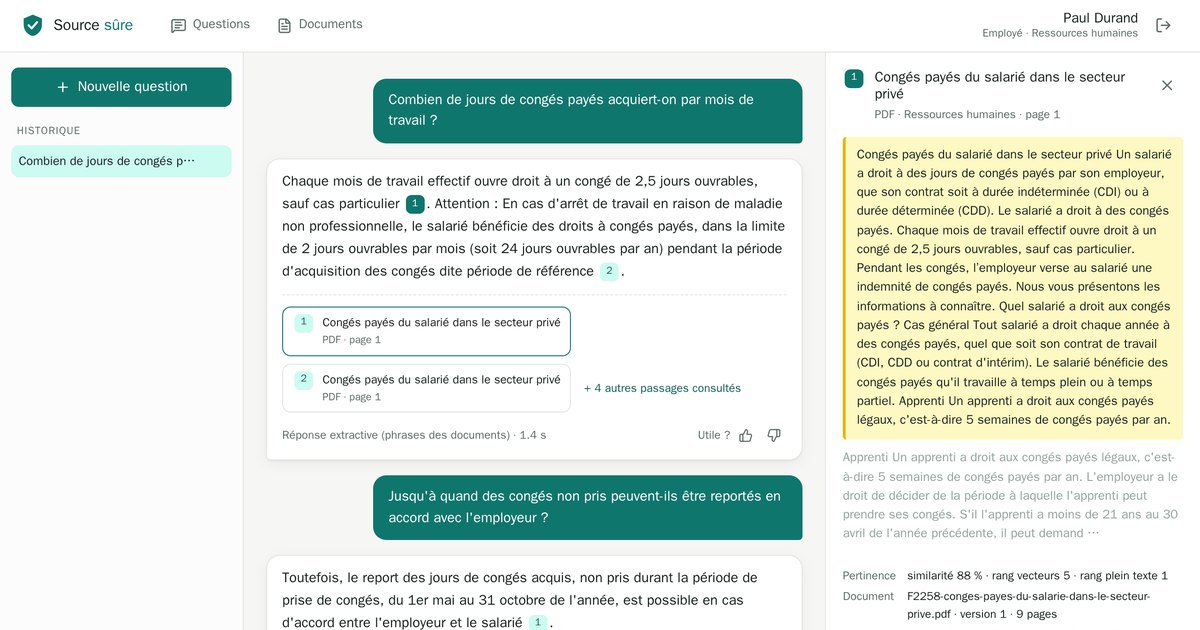 Source sûre
Questions
Documents
Paul Durand
Employé · Ressources humaines
+ Nouvelle question
HISTORIQUE
Combien de jours de congés p···
Combien de jours de congés payés acquiert-on par mois de
travail ?
Chaque mois de travail effectif ouvre droit à un congé de 2,5 jours ouvrables,
sauf cas particulier 1 . Attention : En cas d'arrêt de travail en raison de maladie
non professionnelle, le salarié bénéficie des droits à congés payés, dans la limite
de 2 jours ouvrables par mois (soit 24 jours ouvrables par an) pendant la période
d'acquisition des congés dite période de référence 2 .
1 Congés payés du salarié dans le secteur privé
PDF · page 1
2 Congés payés du salarié dans le secteur privé
PDF · page 1
+ 4 autres passages consultés
Réponse extractive (phrases des documents) · 1.4 s
Utile ?
Jusqu'à quand des congés non pris peuvent-ils être reportés en
accord avec l'employeur ?
Toutefois, le report des jours de congés acquis, non pris durant la période de
prise de congés, du 1er mai au 31 octobre de l'année, est possible en cas
d'accord entre l'employeur et le salarié 1 .
1 Congés payés du salarié dans le secteur
privé
PDF · Ressources humaines · page 1
Congés payés du salarié dans le secteur privé Un salarié
a droit à des jours de congés payés par son employeur,
que son contrat soit à durée indéterminée (CDI) ou à
durée déterminée (CDD). Le salarié a droit à des congés
payés. Chaque mois de travail effectif ouvre droit à un
congé de 2,5 jours ouvrables, sauf cas particulier.
Pendant les congés, l'employeur verse au salarié une
indemnité de congés payés. Nous vous présentons les
informations à connaître. Quel salarié a droit aux congés
payés ? Cas général Tout salarié a droit chaque année à
des congés payés, quel que soit son contrat de travail
(CDI, CDD ou contrat d'intérim). Le salarié bénéficie des
congés payés qu'il travaille à temps plein ou à temps
partiel. Apprenti Un apprenti a droit aux congés payés
légaux, c'est-à-dire 5 semaines de congés payés par an.
Apprenti Un apprenti a droit aux congés payés légaux, c'est-
à-dire 5 semaines de congés payés par an. L'employeur a le
droit de décider de la période à laquelle l'apprenti peut
prendre ses congés. S'il l'apprenti a moins de 21 ans au 30
avril de l'année précédente, il peut demand ···
Pertinence similarité 88 % · rang vecteurs 5 · rang plein texte 1
Document F2258-conges-payes-du-salarie-dans-le-secteur-
prive.pdf · version 1 · 9 pages